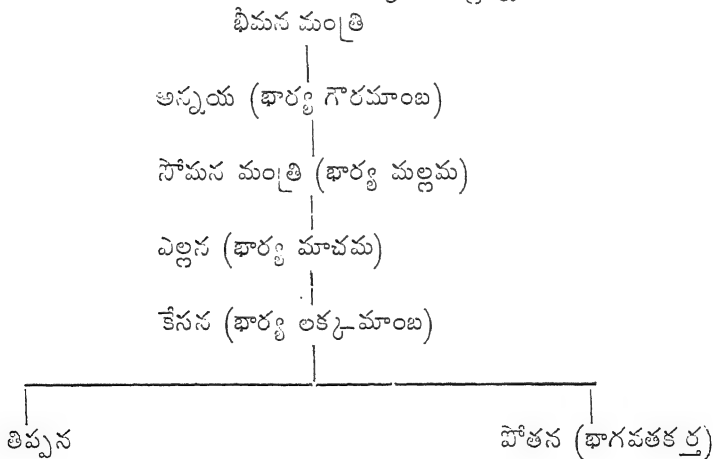 భీమన మంత్రి
అన్నయ (భార్య గౌరమాంబ)
సోమన మంత్రి (భార్య మల్లమ)
ఎల్లన (భార్య మాచమ)
కేసన (భార్య లక్కమాంబ)
తిప్పన పోతన (భాగవతకర్త)